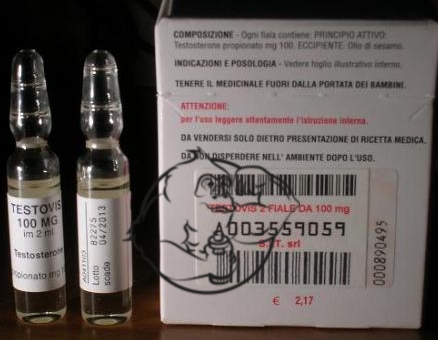 COMPOSIZIONE - Ogni fiala contiene: PRINCIPIO ATTIVO:
Testosterone propionato mg 100. ECCIPIENTE: Olio di sesamo.
INDICAZIONI E POSOLOGIA - Vedere foglio illustrativo interno.
TENERE IL MEDICINALE FUORI DALLA PORTATA DEI BAMBINI.
ATTENZIONE:
per l'uso leggere attentamente l'istruzione interna.
DA VENDERSI SOLO DIETRO PRESENTAZIONE DI RICETTA MEDICA.
DA NON DISPERDERE NELL' AMBIENTE DOPO L'USO.
TESTOVIS 2 FIALE DA 100 mg
A003559059
S.T. srl
000890495
€ 2,17
TESTOVIS
100 MG
im 2 ml
Testosterone
propionato mg
Lotto 82275
scade 04/2013